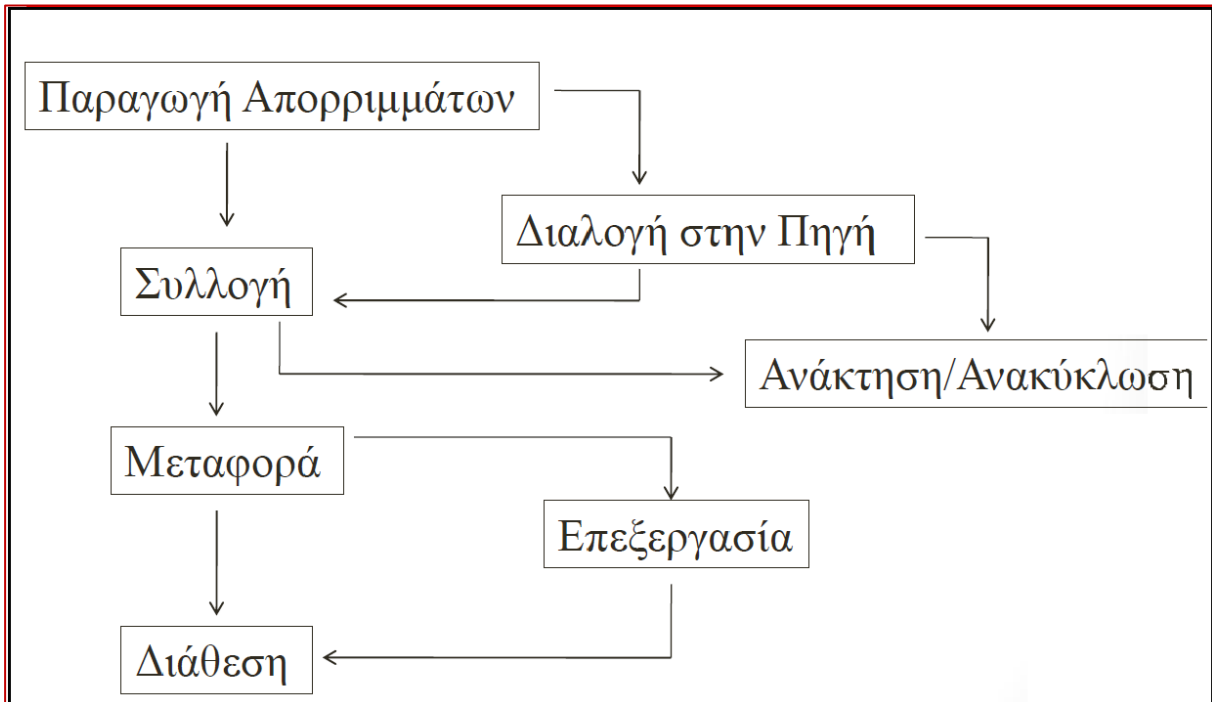 Παραγωγή Απορριμμάτων
Διαλογή στην Πηγή
Συλλογή
Ανάκτηση/Ανακύκλωση
Μεταφορά
Επεξεργασία
Διάθεση